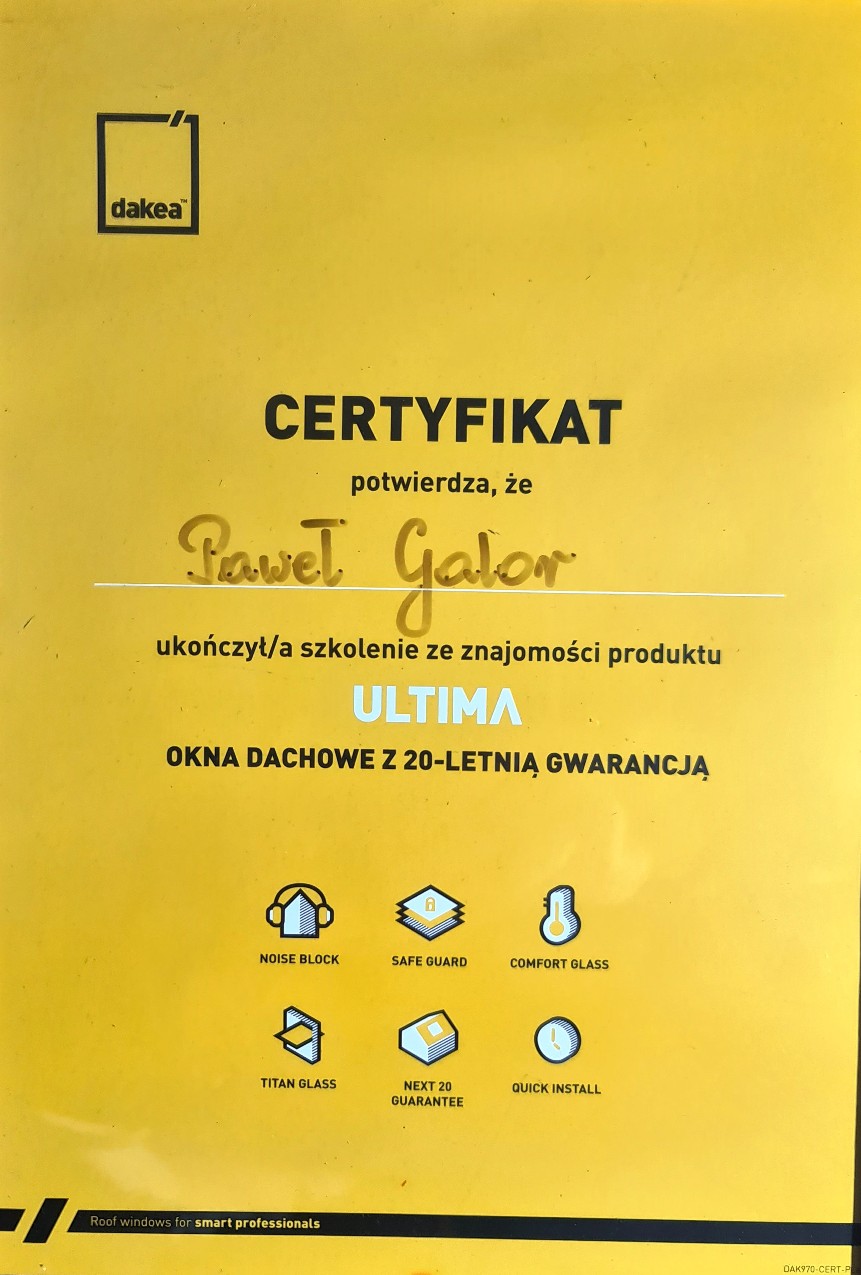 dakea™
CERTYFIKAT
potwierdza, że
Paweł Galor
ukończył/a szkolenie ze znajomości produktu
ULTIMA
OKNA DACHOWE Z 20-LETNIĄ GWARANCJĄ
NOISE BLOCK
SAFE GUARD
COMFORT GLASS
TITAN GLASS
NEXT 20
GUARANTEE
QUICK INSTALL
Roof windows for smart professionals
DAK970-CERT-P